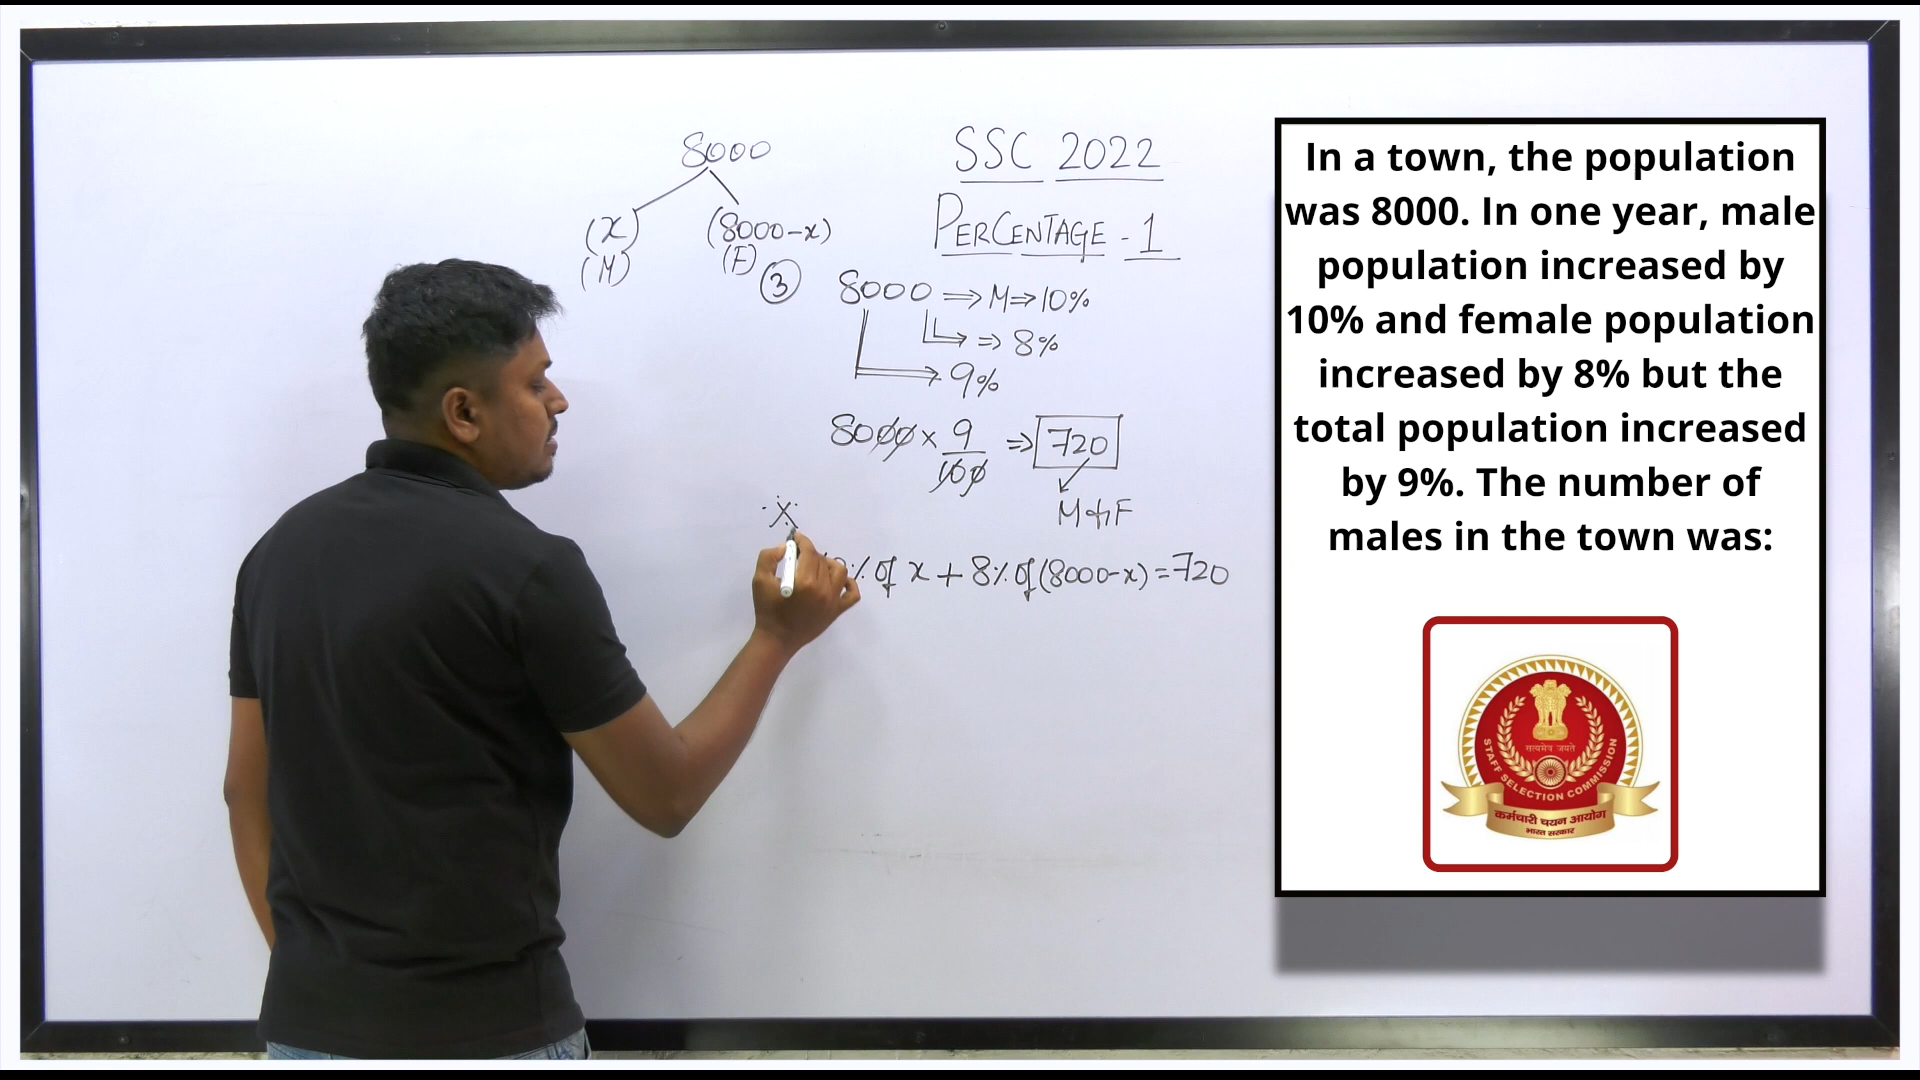 8000
(x) (8000-x)
(M) (F)
SSC 2022
PERCENTAGE - 1
③ 8000 ⇒ M ⇒ 10%
⇒ 8%
9%
8000 × 9/100 ⇒ 720
M & F
% of x + 8% of (8000-x) = 720
In a town, the population
was 8000. In one year, male
population increased by
10% and female population
increased by 8% but the
total population increased
by 9%. The number of
males in the town was:
सत्यमेव जयते
STAFF SELECTION COMMISSION
कर्मचारी चयन आयोग
भारत सरकार